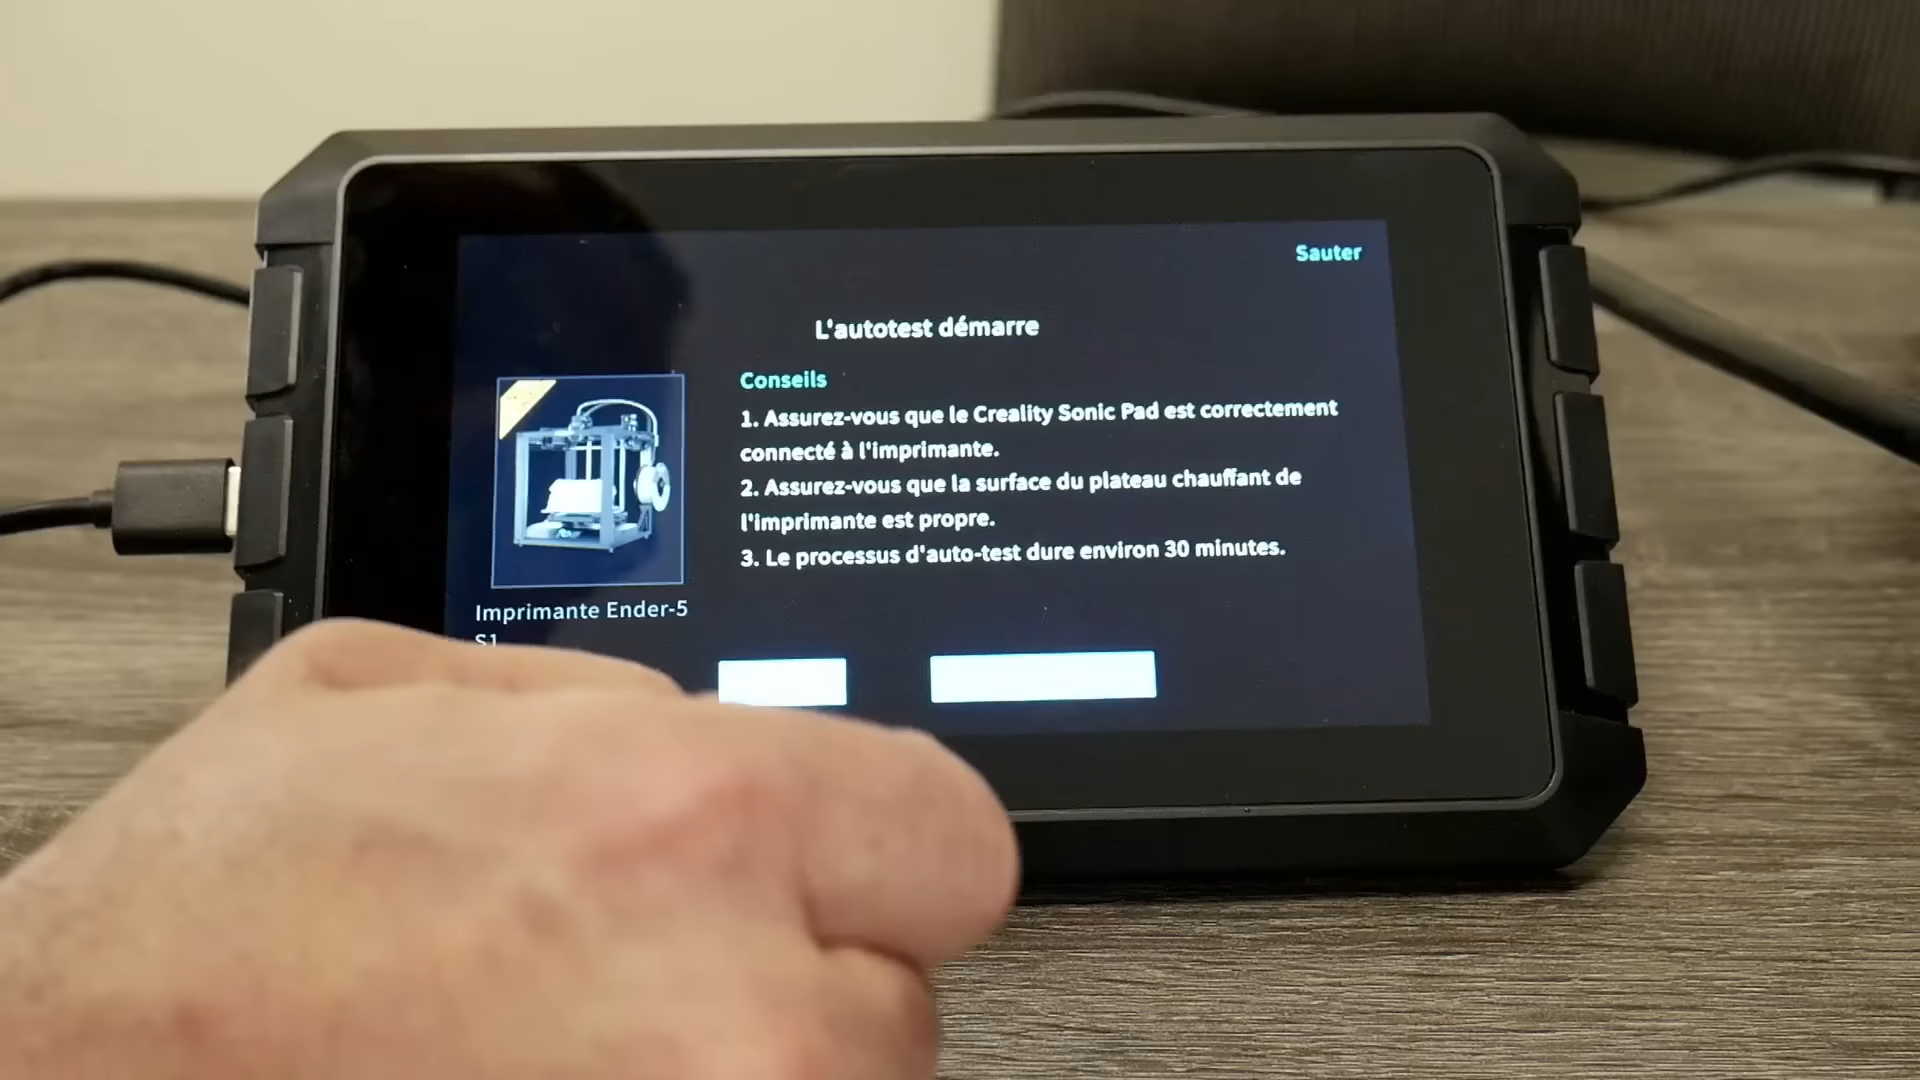 Sauter
L'autotest démarre
Conseils
1. Assurez-vous que le Creality Sonic Pad est correctement
connecté à l'imprimante.
2. Assurez-vous que la surface du plateau chauffant de
l'imprimante est propre.
3. Le processus d'auto-test dure environ 30 minutes.
Imprimante Ender-5
S1